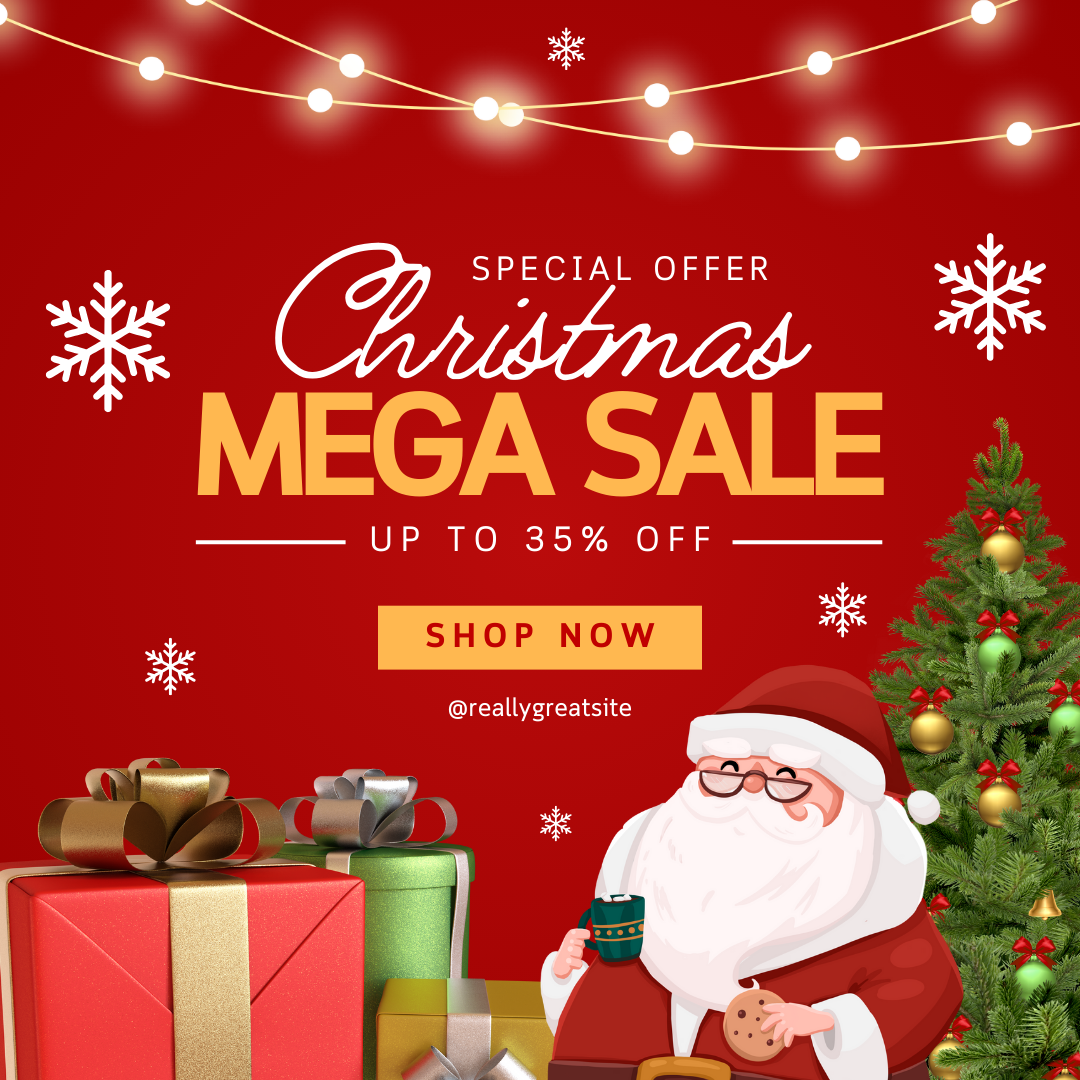 SPECIAL OFFER
Christmas
MEGA SALE
UP TO 35% OFF
SHOP NOW
@reallygreatsite